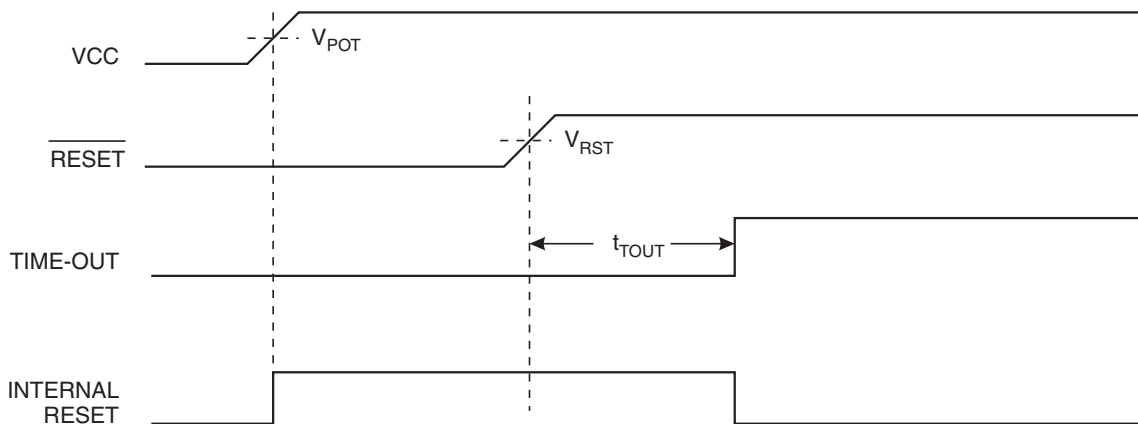 VCC
VPOT
RESET
VRST
TIME-OUT
tTOUT
INTERNAL
RESET